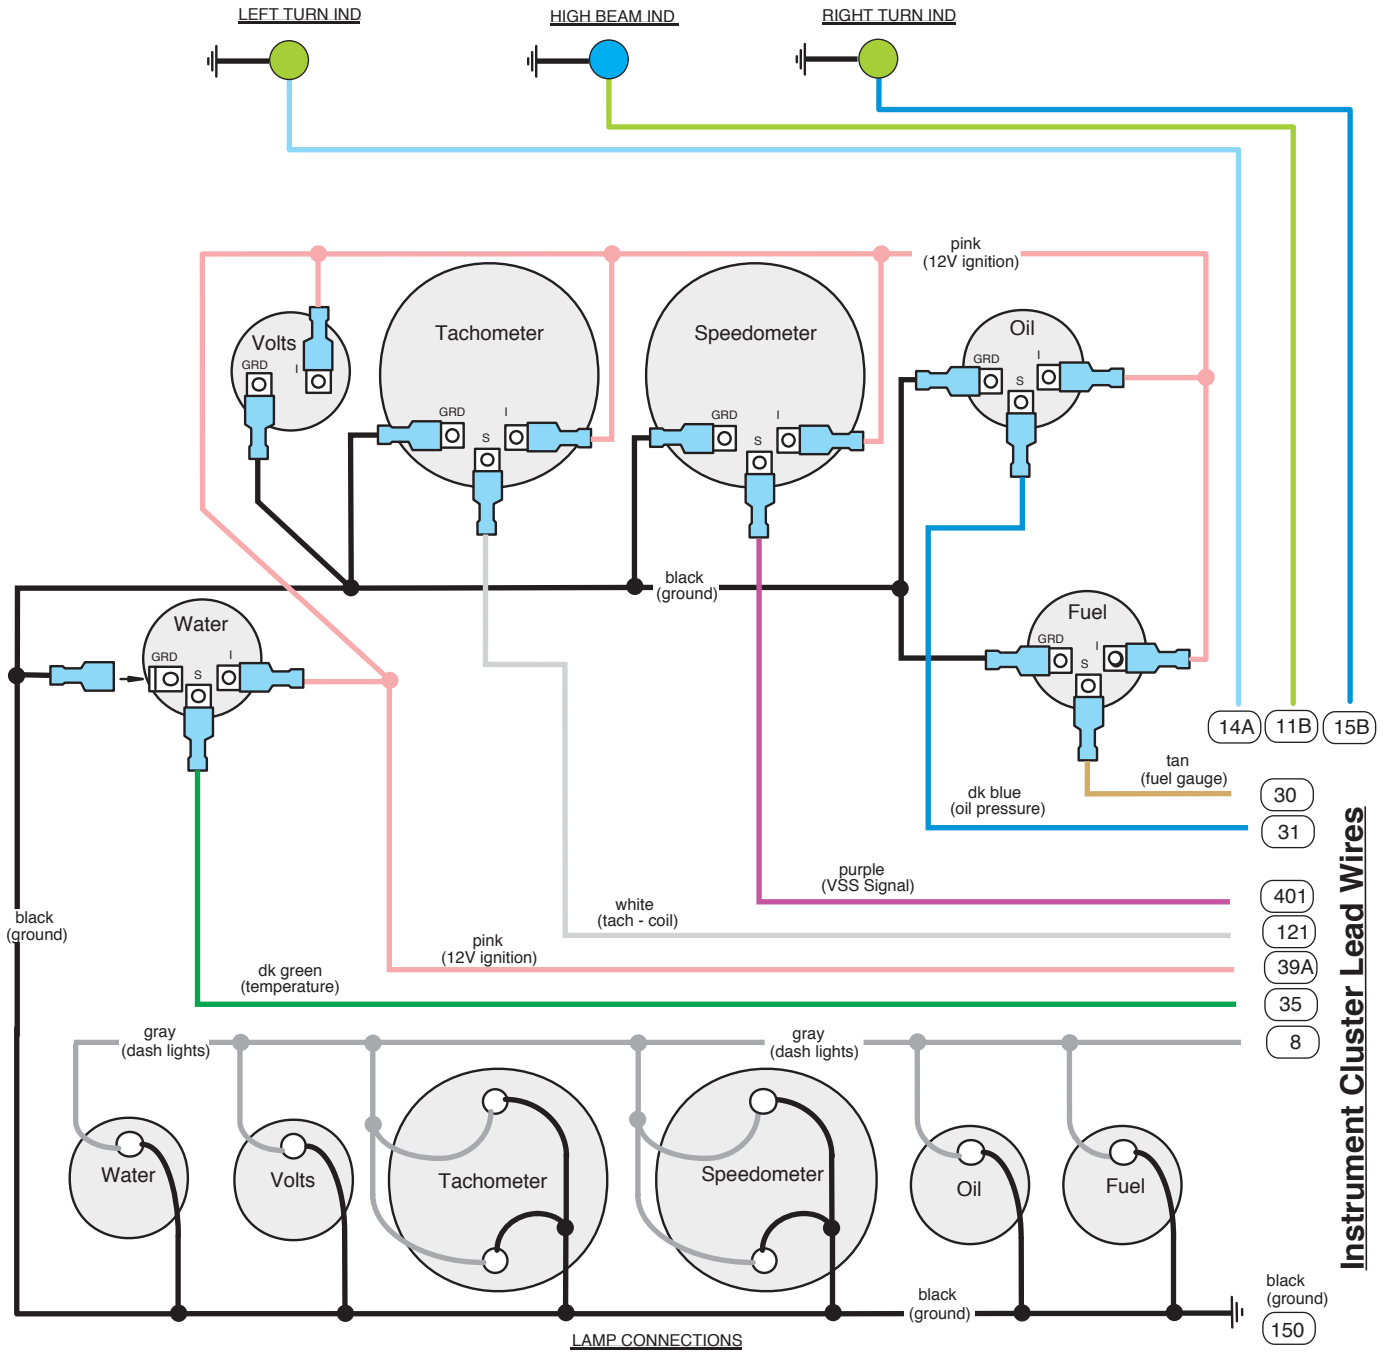 LEFT TURN IND
HIGH BEAM IND
RIGHT TURN IND
pink
(12V ignition)
Volts
GRD
I
Tachometer
GRD
S
I
Speedometer
GRD
S
I
Oil
GRD
S
I
black
(ground)
Water
GRD
S
I
Fuel
GRD
S
I
14A
11B
15B
tan
(fuel gauge)
30
dk blue
(oil pressure)
31
purple
(VSS Signal)
401
white
(tach - coil)
121
black
(ground)
pink
(12V ignition)
39A
dk green
(temperature)
35
gray
(dash lights)
gray
(dash lights)
8
Instrument Cluster Lead Wires
Water
Volts
Tachometer
Speedometer
Oil
Fuel
black
(ground)
black
(ground)
150
LAMP CONNECTIONS